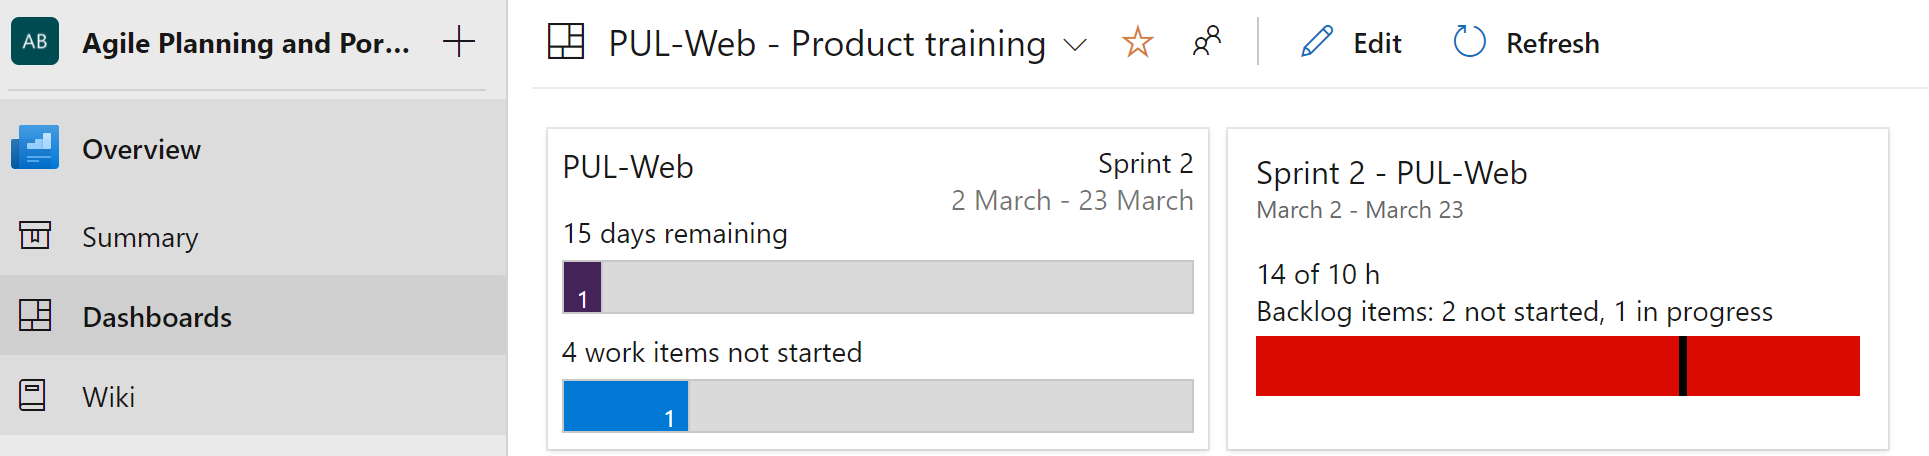 AB
Agile Planning and Por...
Overview
Summary
Dashboards
Wiki
PUL-Web - Product training
Edit
Refresh
PUL-Web
Sprint 2
2 March - 23 March
15 days remaining
1
4 work items not started
1
Sprint 2 - PUL-Web
March 2 - March 23
14 of 10 h
Backlog items: 2 not started, 1 in progress